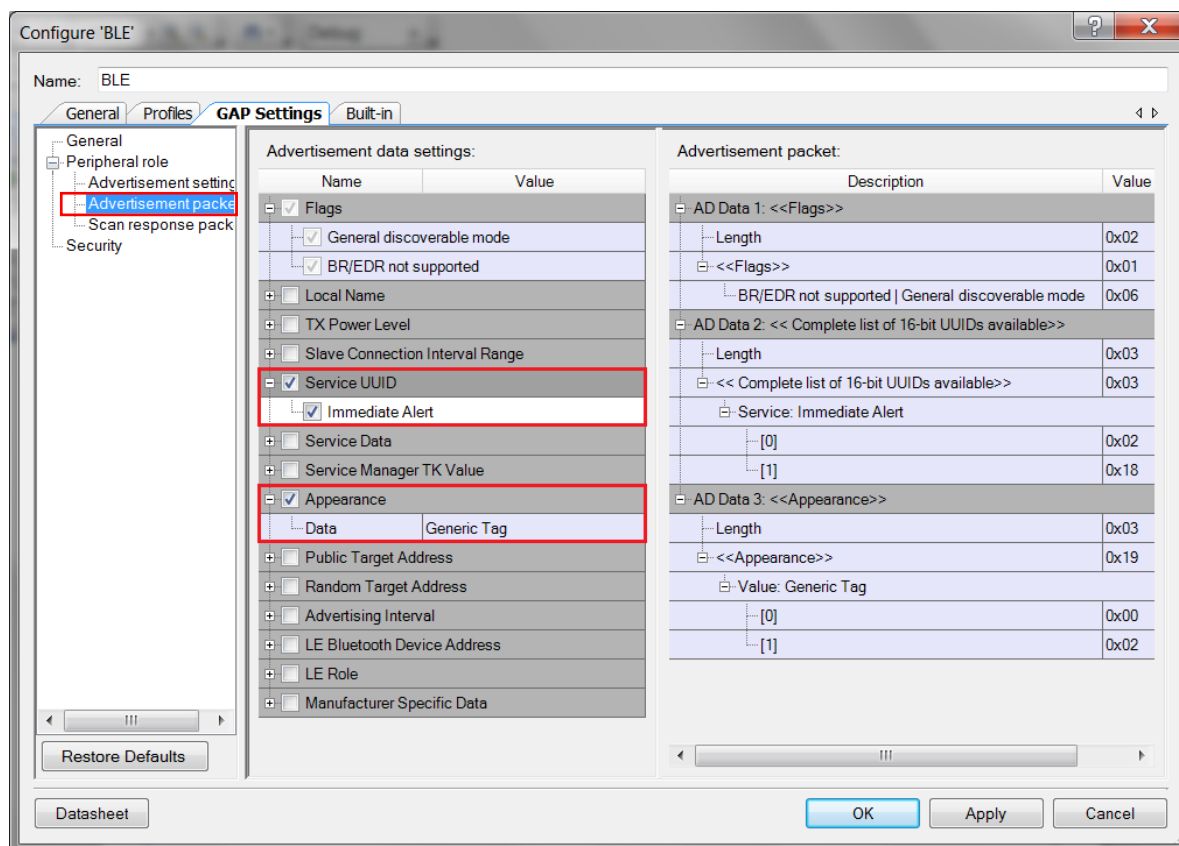 Configure 'BLE'
Name: BLE
General Profiles GAP Settings Built-in
General
Peripheral role
Advertisement setting
Advertisement packe
Scan response pack
Security
Restore Defaults
Advertisement data settings:
Name Value
Flags
General discoverable mode
BR/EDR not supported
Local Name
TX Power Level
Slave Connection Interval Range
Service UUID
Immediate Alert
Service Data
Service Manager TK Value
Appearance
Data Generic Tag
Public Target Address
Random Target Address
Advertising Interval
LE Bluetooth Device Address
LE Role
Manufacturer Specific Data
Advertisement packet:
Description Value
AD Data 1: <<Flags>>
Length 0x02
<<Flags>> 0x01
BR/EDR not supported | General discoverable mode 0x06
AD Data 2: << Complete list of 16-bit UUIDs available>>
Length 0x03
<< Complete list of 16-bit UUIDs available>> 0x03
Service: Immediate Alert
[0] 0x02
[1] 0x18
AD Data 3: <<Appearance>>
Length 0x03
<<Appearance>> 0x19
Value: Generic Tag
[0] 0x00
[1] 0x02
Datasheet OK Apply Cancel